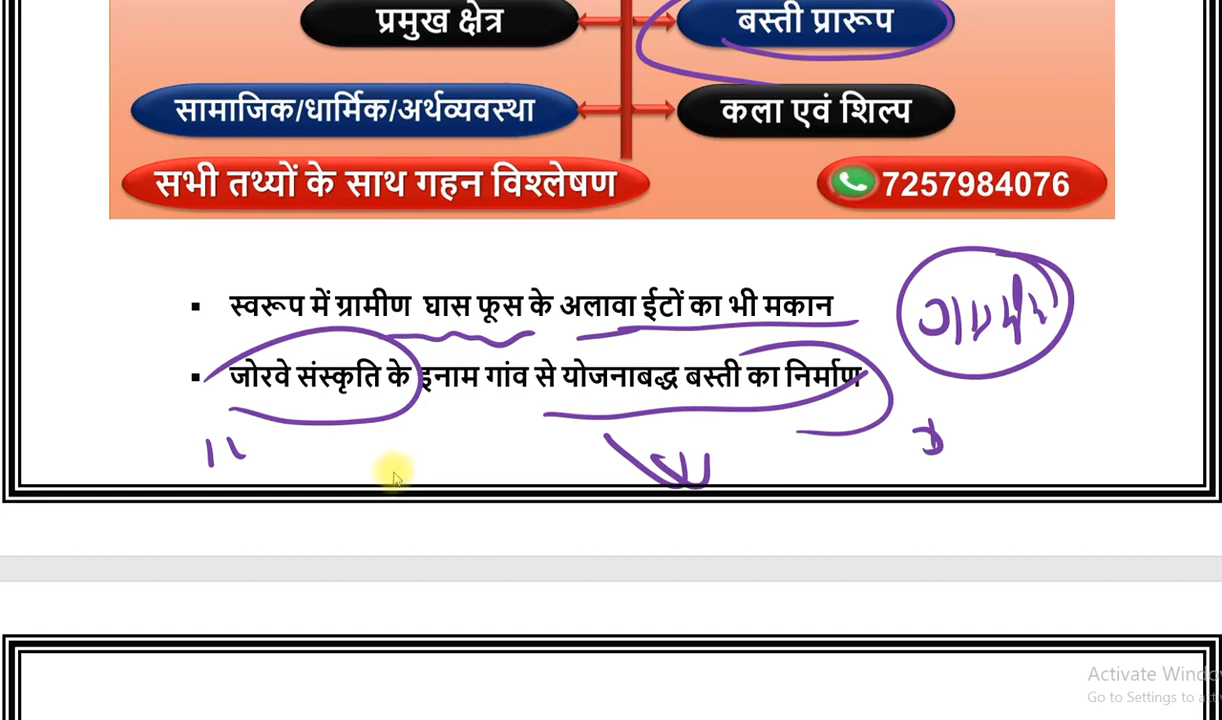 प्रमुख क्षेत्र
बस्ती प्रारूप
सामाजिक/धार्मिक/अर्थव्यवस्था
कला एवं शिल्प
सभी तथ्यों के साथ गहन विश्लेषण
7257984076
▪ स्वरूप में ग्रामीण घास फूस के अलावा ईटों का भी मकान
▪ जोरवे संस्कृति के इनाम गांव से योजनाबद्ध बस्ती का निर्माण
Activate Windo
Go to Settings to acti